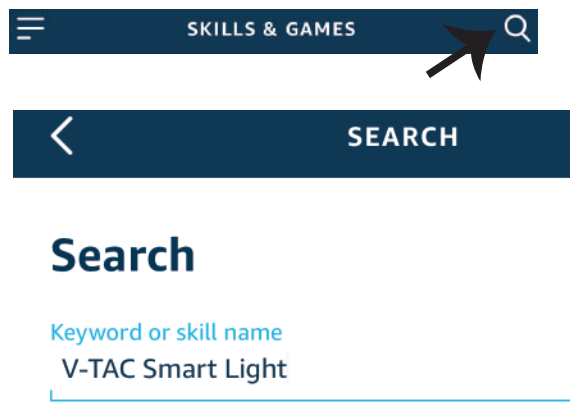 SKILLS & GAMES
SEARCH
Search
Keyword or skill name
V-TAC Smart Light